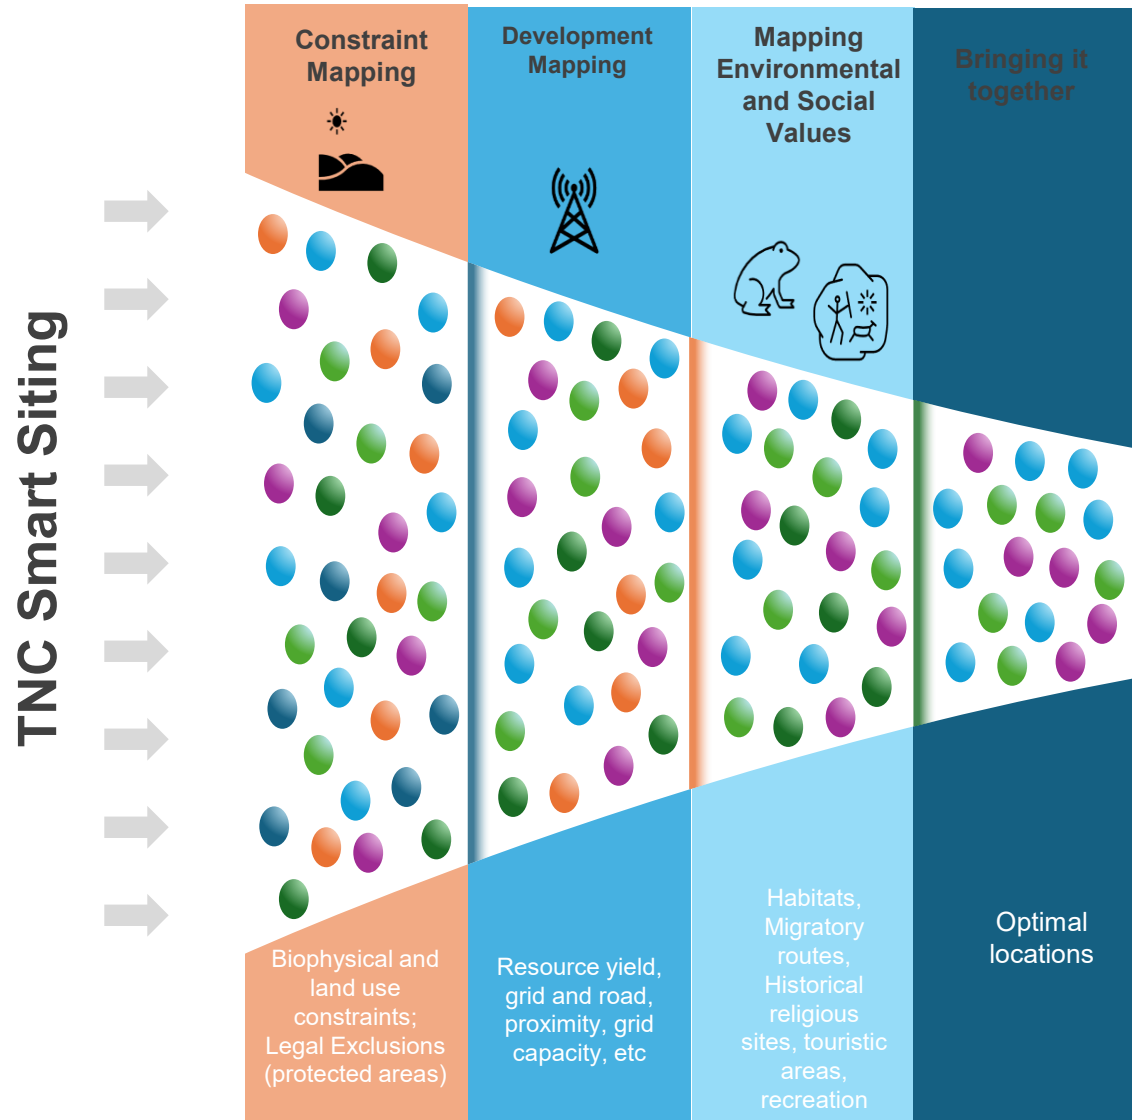 TNC Smart Siting
Constraint
Mapping
Development
Mapping
Mapping
Environmental
and Social
Values
Bringing it
together
Biophysical and
land use
constraints;
Legal Exclusions
(protected areas)
Resource yield,
grid and road,
proximity, grid
capacity, etc
Habitats,
Migratory
routes,
Historical
religious
sites, touristic
areas,
recreation
Optimal
locations